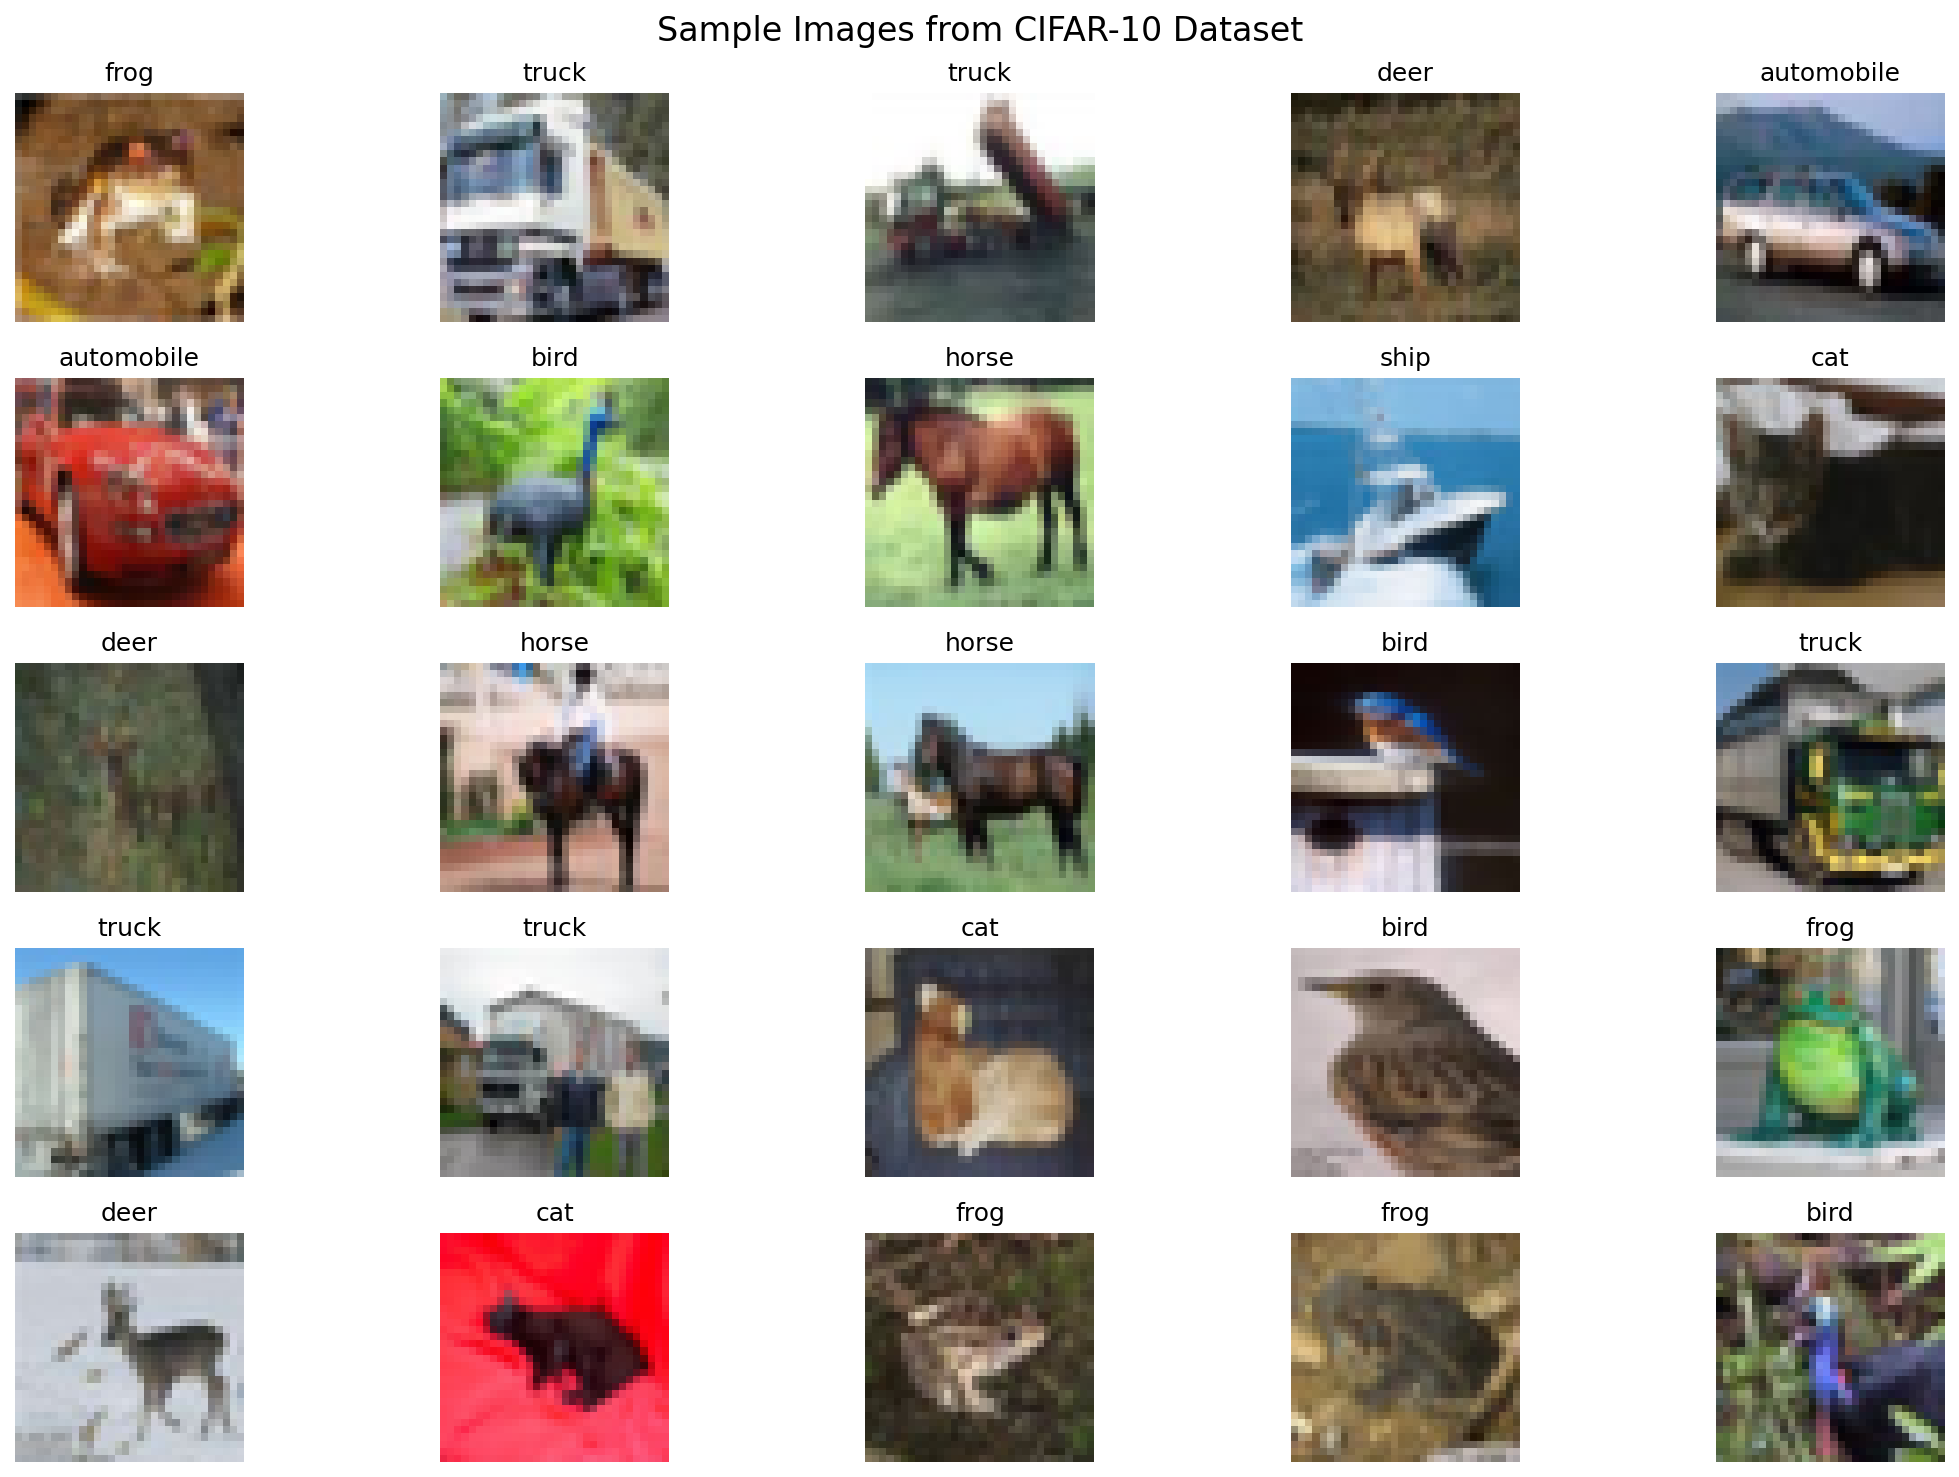 Sample Images from CIFAR-10 Dataset
frog truck truck deer automobile
automobile bird horse ship cat
deer horse horse bird truck
truck truck cat bird frog
deer cat frog frog bird